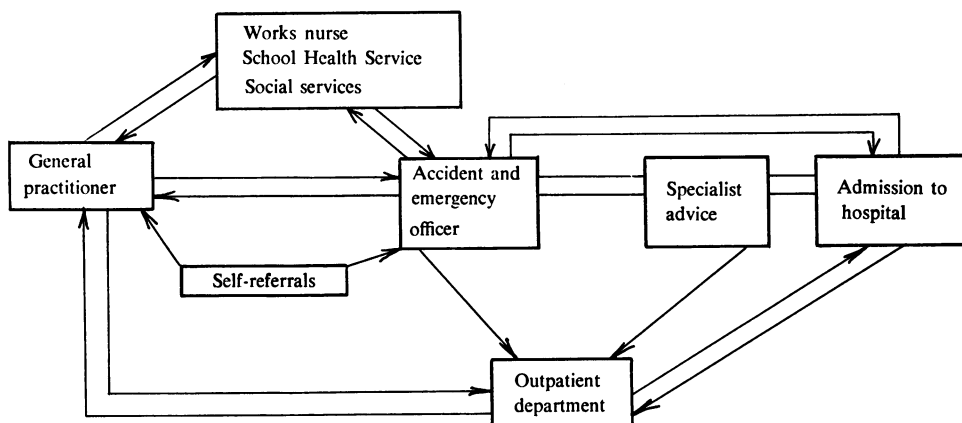 Works nurse
School Health Service
Social services
General
practitioner
Accident and
emergency
officer
Specialist
advice
Admission to
hospital
Self-referrals
Outpatient
department